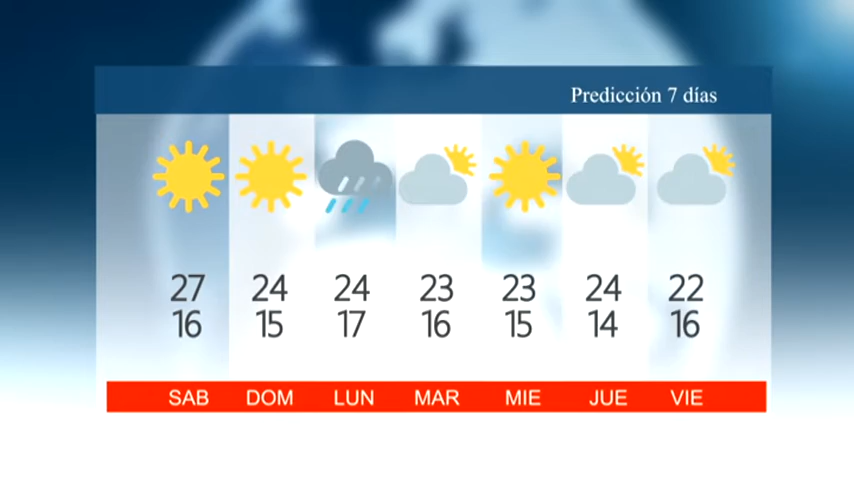 Predicción 7 días
27 24 24 23 23 24 22
16 15 17 16 15 14 16
SAB DOM LUN MAR MIE JUE VIE